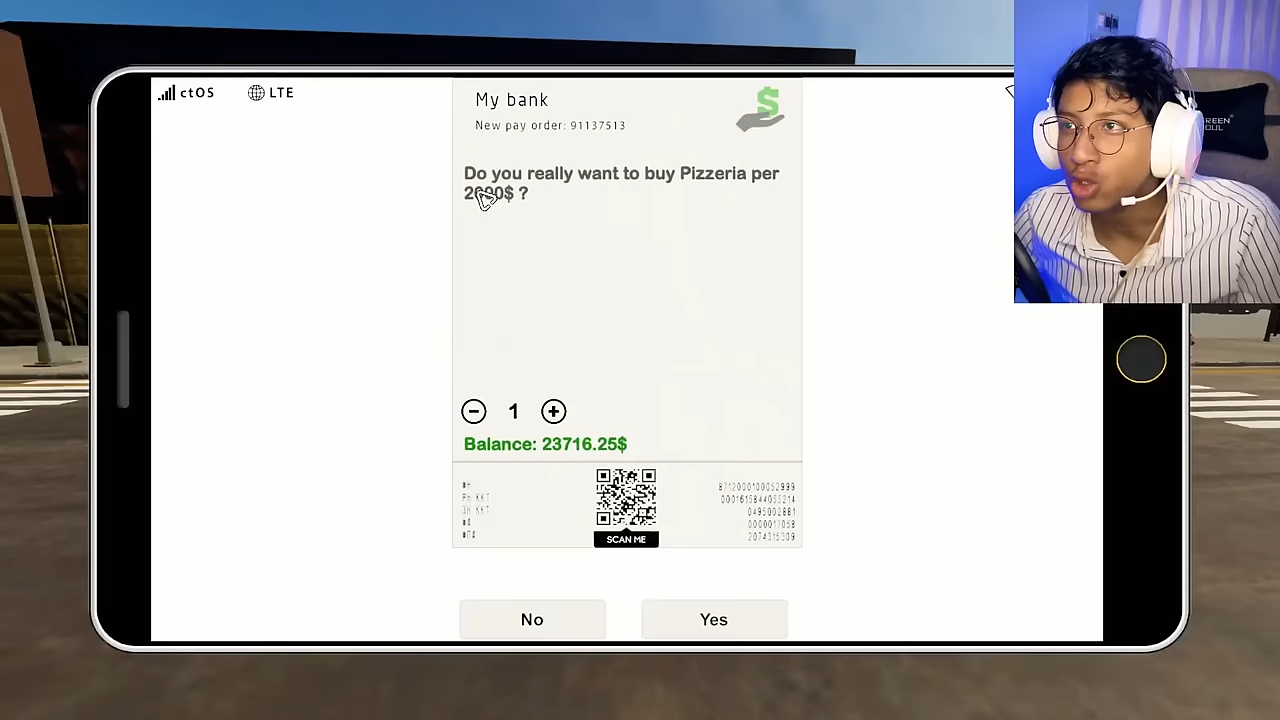 ctOS LTE
My bank
New pay order: 91137513
Do you really want to buy Pizzeria per
?
1
Balance: 23716.25$
SCAN ME
No Yes